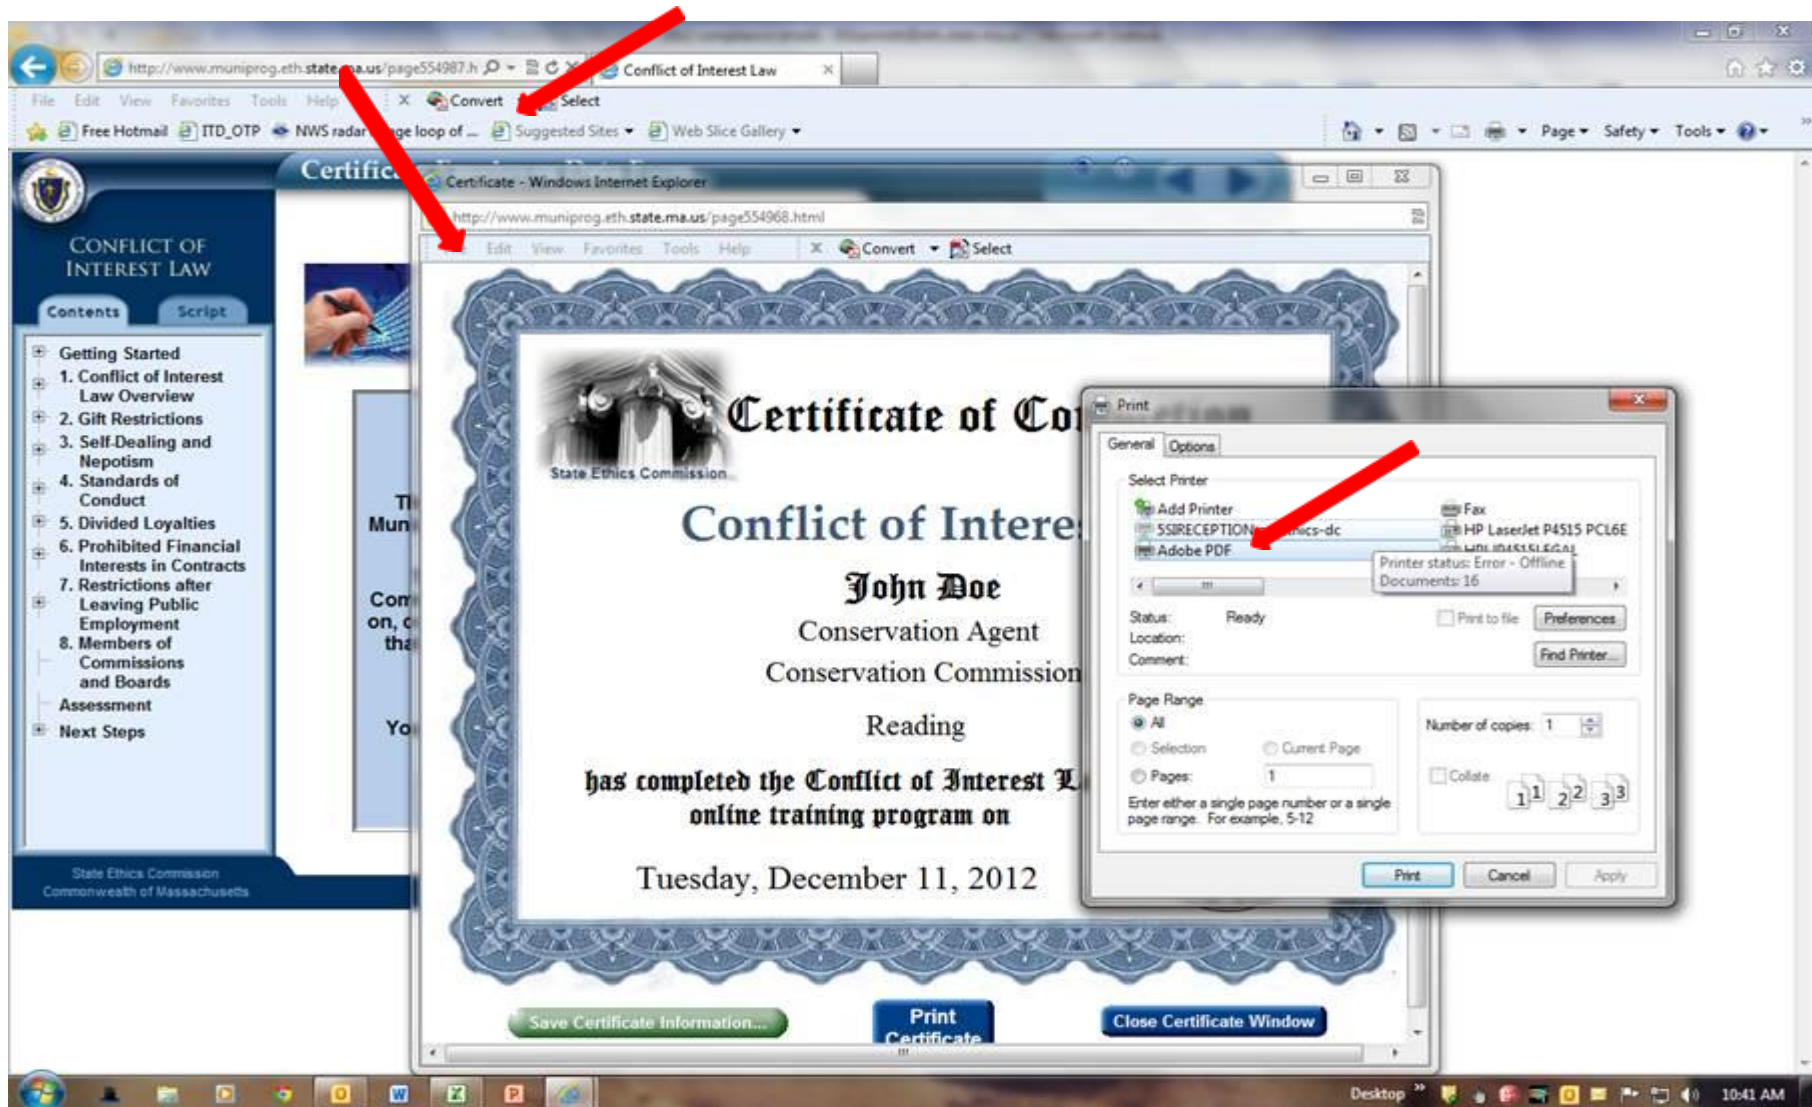 http://www.muniprog.eth.state.ma.us/page554987.h
Conflict of Interest Law
File Edit View Favorites Tools Help
Convert
Select
Free Hotmail
ITD_OTP
NWS radar
loop of ...
Suggested Sites
Web Slice Gallery
Page
Safety
Tools
CONFLICT OF
INTEREST LAW
Contents
Script
Getting Started
1. Conflict of Interest
Law Overview
2. Gift Restrictions
3. Self-Dealing and
Nepotism
4. Standards of
Conduct
5. Divided Loyalties
6. Prohibited Financial
Interests in Contracts
7. Restrictions after
Leaving Public
Employment
8. Members of
Commissions
and Boards
Assessment
Next Steps
State Ethics Commission
Commonwealth of Massachusetts
Certificate - Windows Internet Explorer
http://www.muniprog.eth.state.ma.us/page554968.html
Edit View Favorites Tools Help
Convert
Select
State Ethics Commission
Certificate of
Conflict of
John Doe
Conservation Agent
Conservation Commission
Reading
has completed the Conflict of Interest
online training program on
Tuesday, December 11, 2012
Save Certificate Information...
Print
Certificate
Close Certificate Window
Print
General
Options
Select Printer
Add Printer
Fax
5SIRECEPTION
HP LaserJet P4515 PCL6E
Adobe PDF
Printer status: Error - Offline
Documents: 16
Status: Ready
Location:
Comment:
Print to file
Preferences
Find Printer...
Page Range
All
Selection
Current Page
Pages: 1
Enter either a single page number or a single
page range. For example, 5-12
Number of copies: 1
Collate
1 1 2 2 3 3
Print
Cancel
Apply
Desktop
10:41 AM